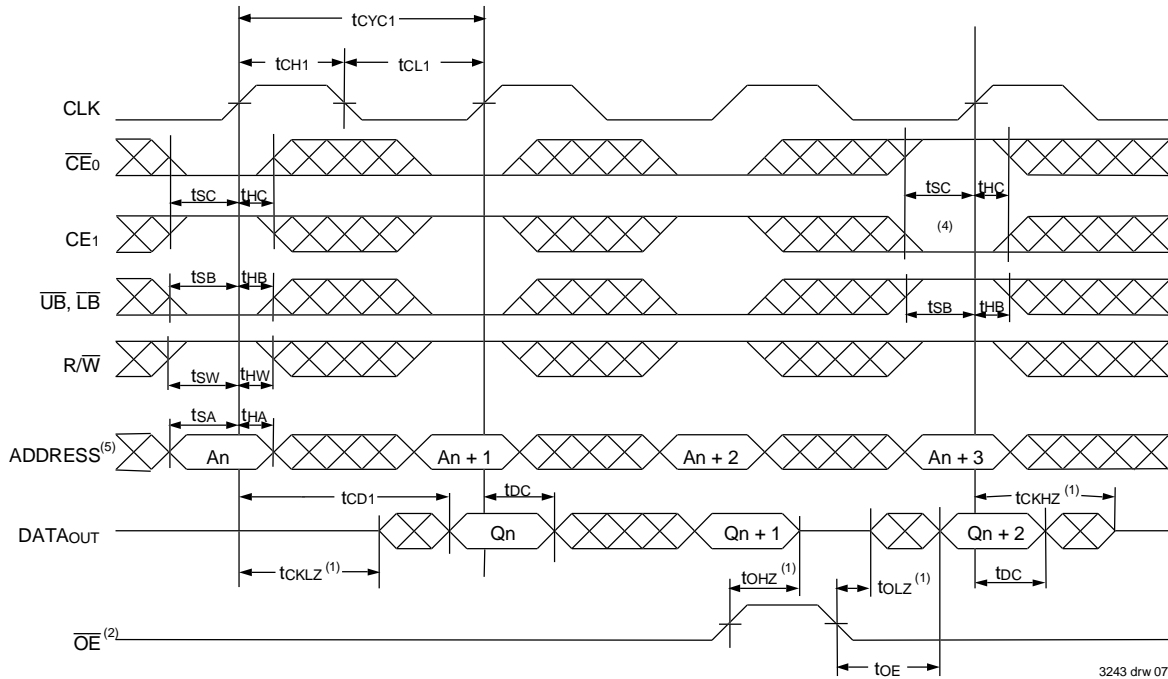 tCYC1
tCH1
tCL1
CLK
CE0
tSC
tHC
tSC
tHC
CE1
(4)
tSB
tHB
UB, LB
tSB
tHB
R/W
tSW
tHW
tSA
tHA
ADDRESS(5)
An
An + 1
An + 2
An + 3
tCD1
tDC
tCKHZ (1)
DATAOUT
Qn
Qn + 1
Qn + 2
tCKLZ (1)
tOHZ (1)
tOLZ (1)
tDC
OE (2)
tOE
3243 drw 07